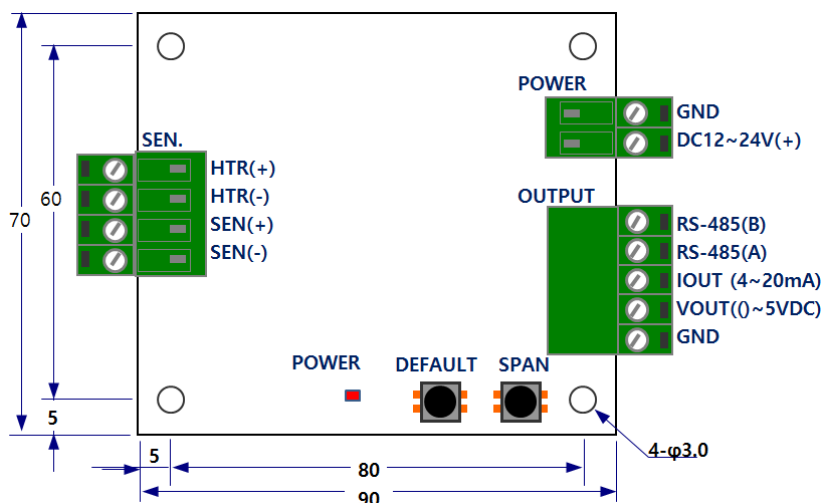 POWER
GND
DC12~24V(+)
SEN.
HTR(+)
HTR(-)
SEN(+)
SEN(-)
60
70
OUTPUT
RS-485(B)
RS-485(A)
IOUT (4~20mA)
VOUT(()~5VDC)
GND
POWER
DEFAULT
SPAN
5
4-φ3.0
5
80
90